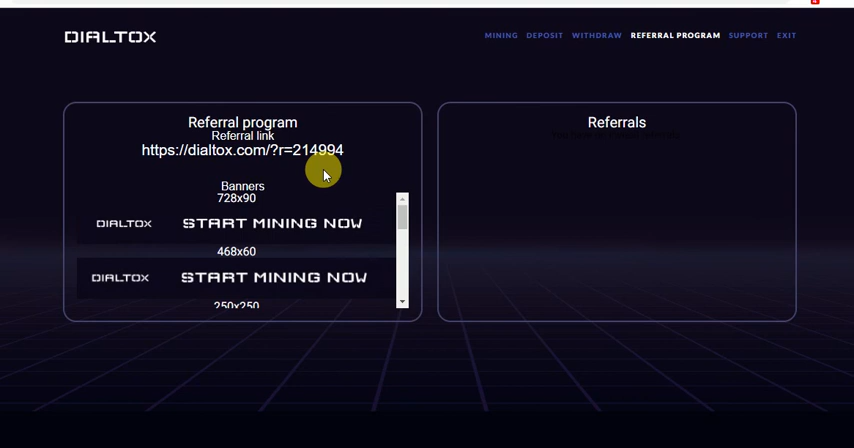 DIALTOX
MINING DEPOSIT WITHDRAW REFERRAL PROGRAM SUPPORT EXIT
Referral program
Referral link
https://dialtox.com/?r=214994
Banners
728x90
DIALTOX START MINING NOW
468x60
DIALTOX START MINING NOW
250x250
Referrals